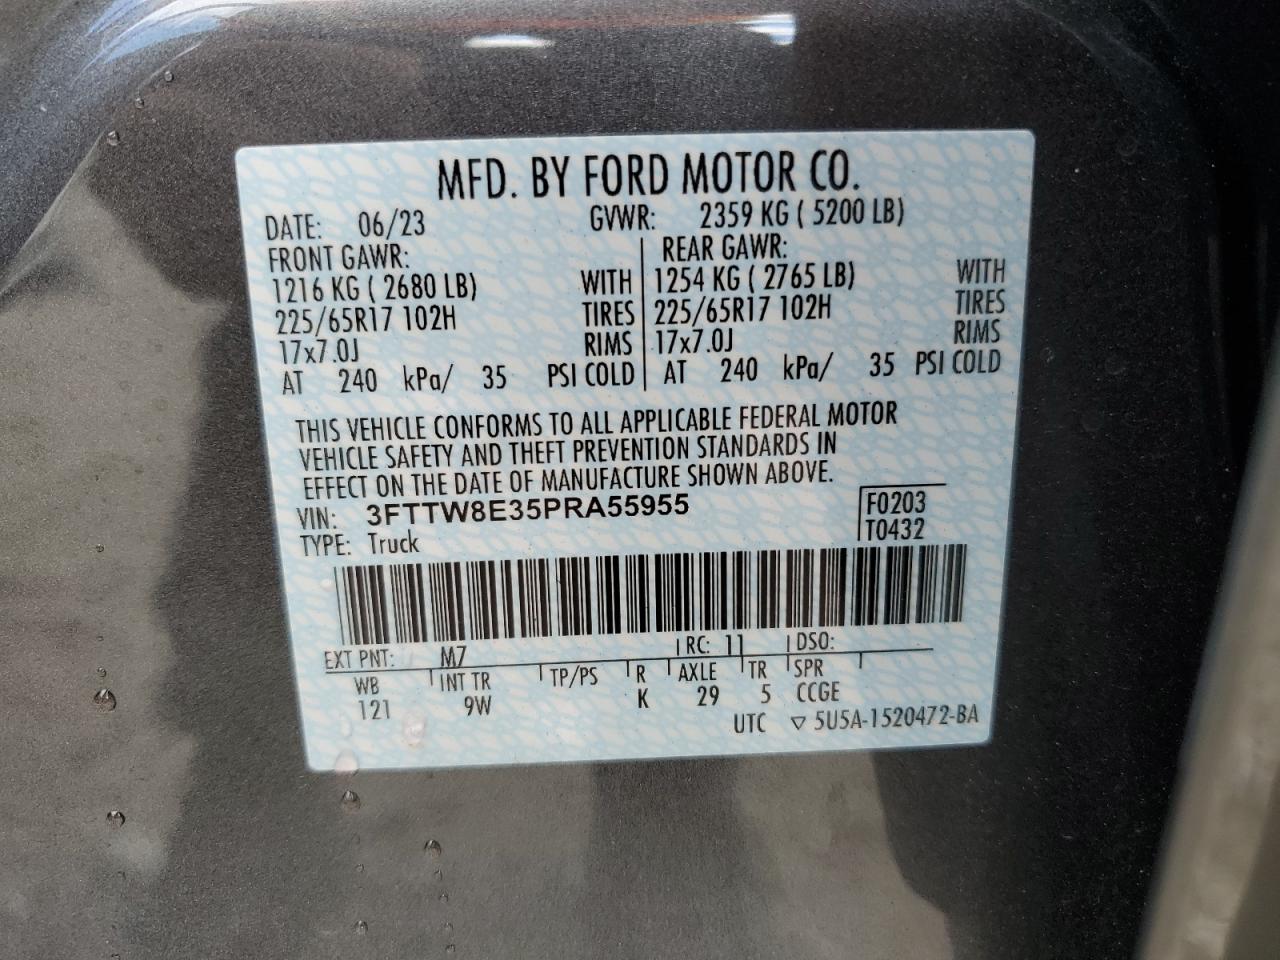 MFD. BY FORD MOTOR CO.
DATE: 06/23 GVWR: 2359 KG ( 5200 LB)
FRONT GAWR: REAR GAWR:
1216 KG ( 2680 LB) WITH 1254 KG ( 2765 LB) WITH
225/65R17 102H TIRES 225/65R17 102H TIRES
17x7.0J RIMS 17x7.0J RIMS
AT 240 kPa/ 35 PSI COLD AT 240 kPa/ 35 PSI COLD
THIS VEHICLE CONFORMS TO ALL APPLICABLE FEDERAL MOTOR
VEHICLE SAFETY AND THEFT PREVENTION STANDARDS IN
EFFECT ON THE DATE OF MANUFACTURE SHOWN ABOVE.
VIN: 3FTTW8E35PRA55955 F0203
TYPE: Truck T0432
EXT PNT: M7 RC: 11 DSO:
WB INT TR TP/PS R AXLE TR SPR
121 9W K 29 5 CCGE
UTC ▽ 5U5A-1520472-BA